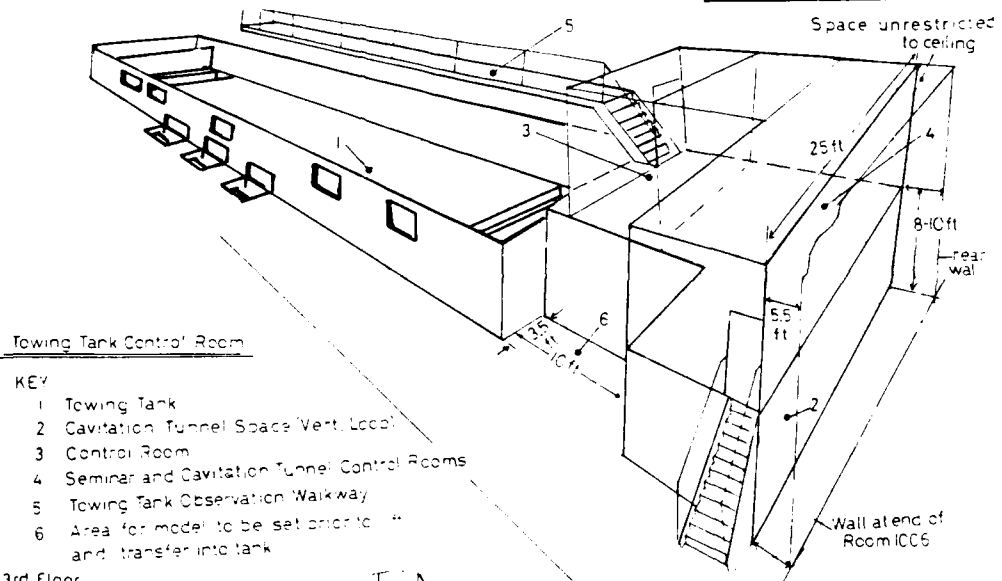 5
Space unrestricted
to ceiling
3
4
1
25 ft
8-10ft
rear
wall
5.5
ft
3.5
ft
10 ft
6
2
Towing Tank Control Room
KEY
1 Towing Tank
2 Cavitation Tunnel Space (Vert. Loop)
3 Control Room
4 Seminar and Cavitation Tunnel Control Rooms
5 Towing Tank Observation Walkway
6 Area for model to be set prior to
and transfer into tank
Wall at end of
Room
3rd Floor